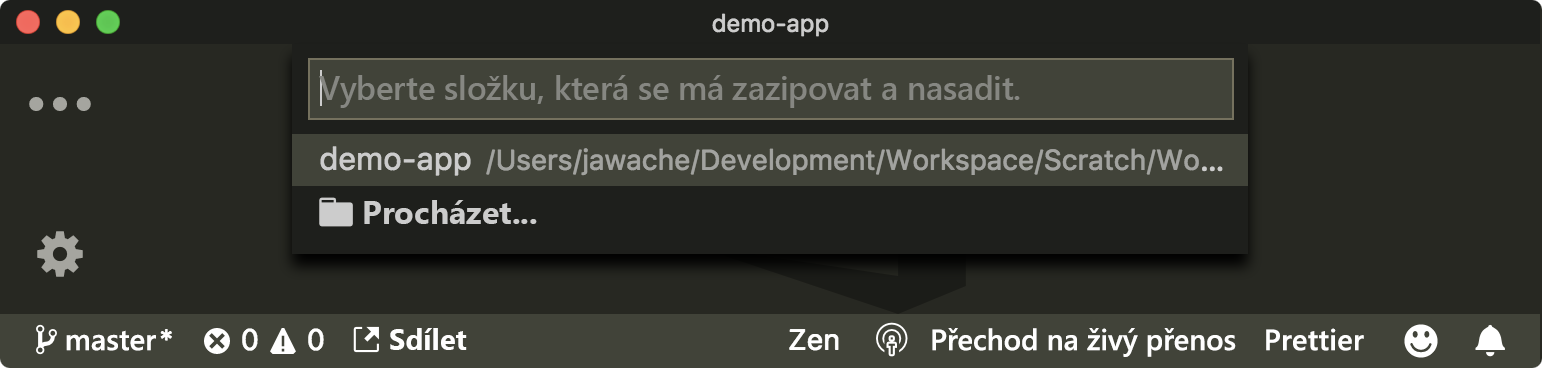 demo-app
Vyberte složku, která se má zazipovat a nasadit.
demo-app /Users/jawache/Development/Workspace/Scratch/Wo...
Procházet...
master* 0 0 Sdílet Zen Přechod na živý přenos Prettier